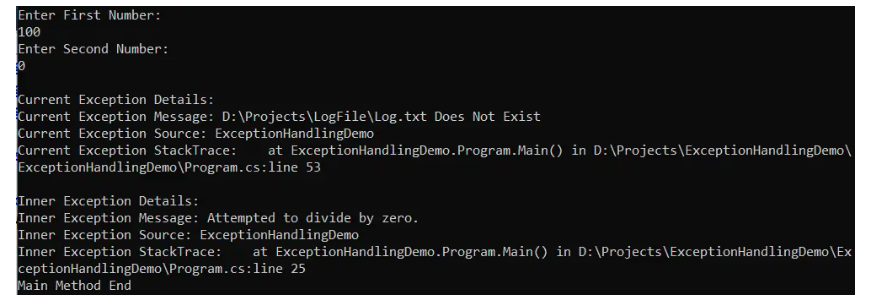 Enter First Number:
100
Enter Second Number:
0
Current Exception Details:
Current Exception Message: D:\Projects\LogFile\Log.txt Does Not Exist
Current Exception Source: ExceptionHandlingDemo
Current Exception StackTrace:    at ExceptionHandlingDemo.Program.Main() in D:\Projects\ExceptionHandlingDemo\
ExceptionHandlingDemo\Program.cs:line 53
Inner Exception Details:
Inner Exception Message: Attempted to divide by zero.
Inner Exception Source: ExceptionHandlingDemo
Inner Exception StackTrace:    at ExceptionHandlingDemo.Program.Main() in D:\Projects\ExceptionHandlingDemo\Ex
ceptionHandlingDemo\Program.cs:line 25
Main Method End